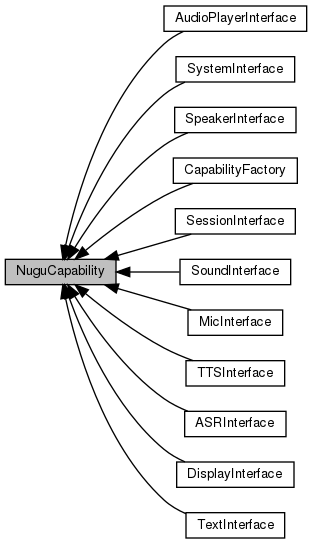 AudioPlayerInterface
SystemInterface
SpeakerInterface
CapabilityFactory
SessionInterface
NuguCapability
SoundInterface
MicInterface
TTSInterface
ASRInterface
DisplayInterface
TextInterface